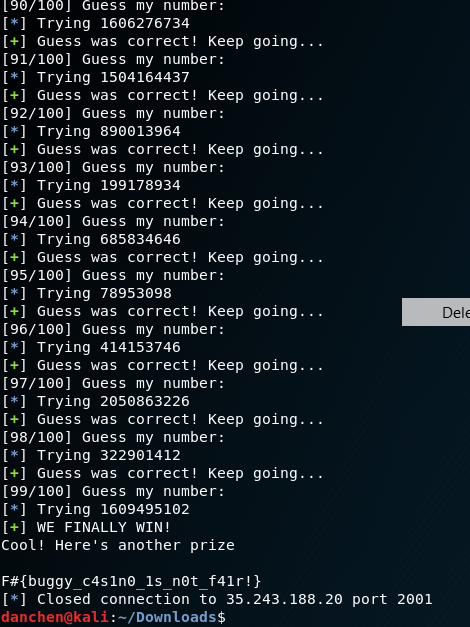 [90/100] Guess my number:
[*] Trying 1606276734
[+] Guess was correct! Keep going...
[91/100] Guess my number:
[*] Trying 1504164437
[+] Guess was correct! Keep going...
[92/100] Guess my number:
[*] Trying 890013964
[+] Guess was correct! Keep going...
[93/100] Guess my number:
[*] Trying 199178934
[+] Guess was correct! Keep going...
[94/100] Guess my number:
[*] Trying 685834646
[+] Guess was correct! Keep going...
[95/100] Guess my number:
[*] Trying 78953098
[+] Guess was correct! Keep going...
Dele
[96/100] Guess my number:
[*] Trying 414153746
[+] Guess was correct! Keep going...
[97/100] Guess my number:
[*] Trying 2050863226
[+] Guess was correct! Keep going...
[98/100] Guess my number:
[*] Trying 322901412
[+] Guess was correct! Keep going...
[99/100] Guess my number:
[*] Trying 1609495102
[+] WE FINALLY WIN!
Cool! Here's another prize
F#{buggy_c4s1n0_1s_n0t_f41r!}
[*] Closed connection to 35.243.188.20 port 2001
danchen@kali:~/Downloads$